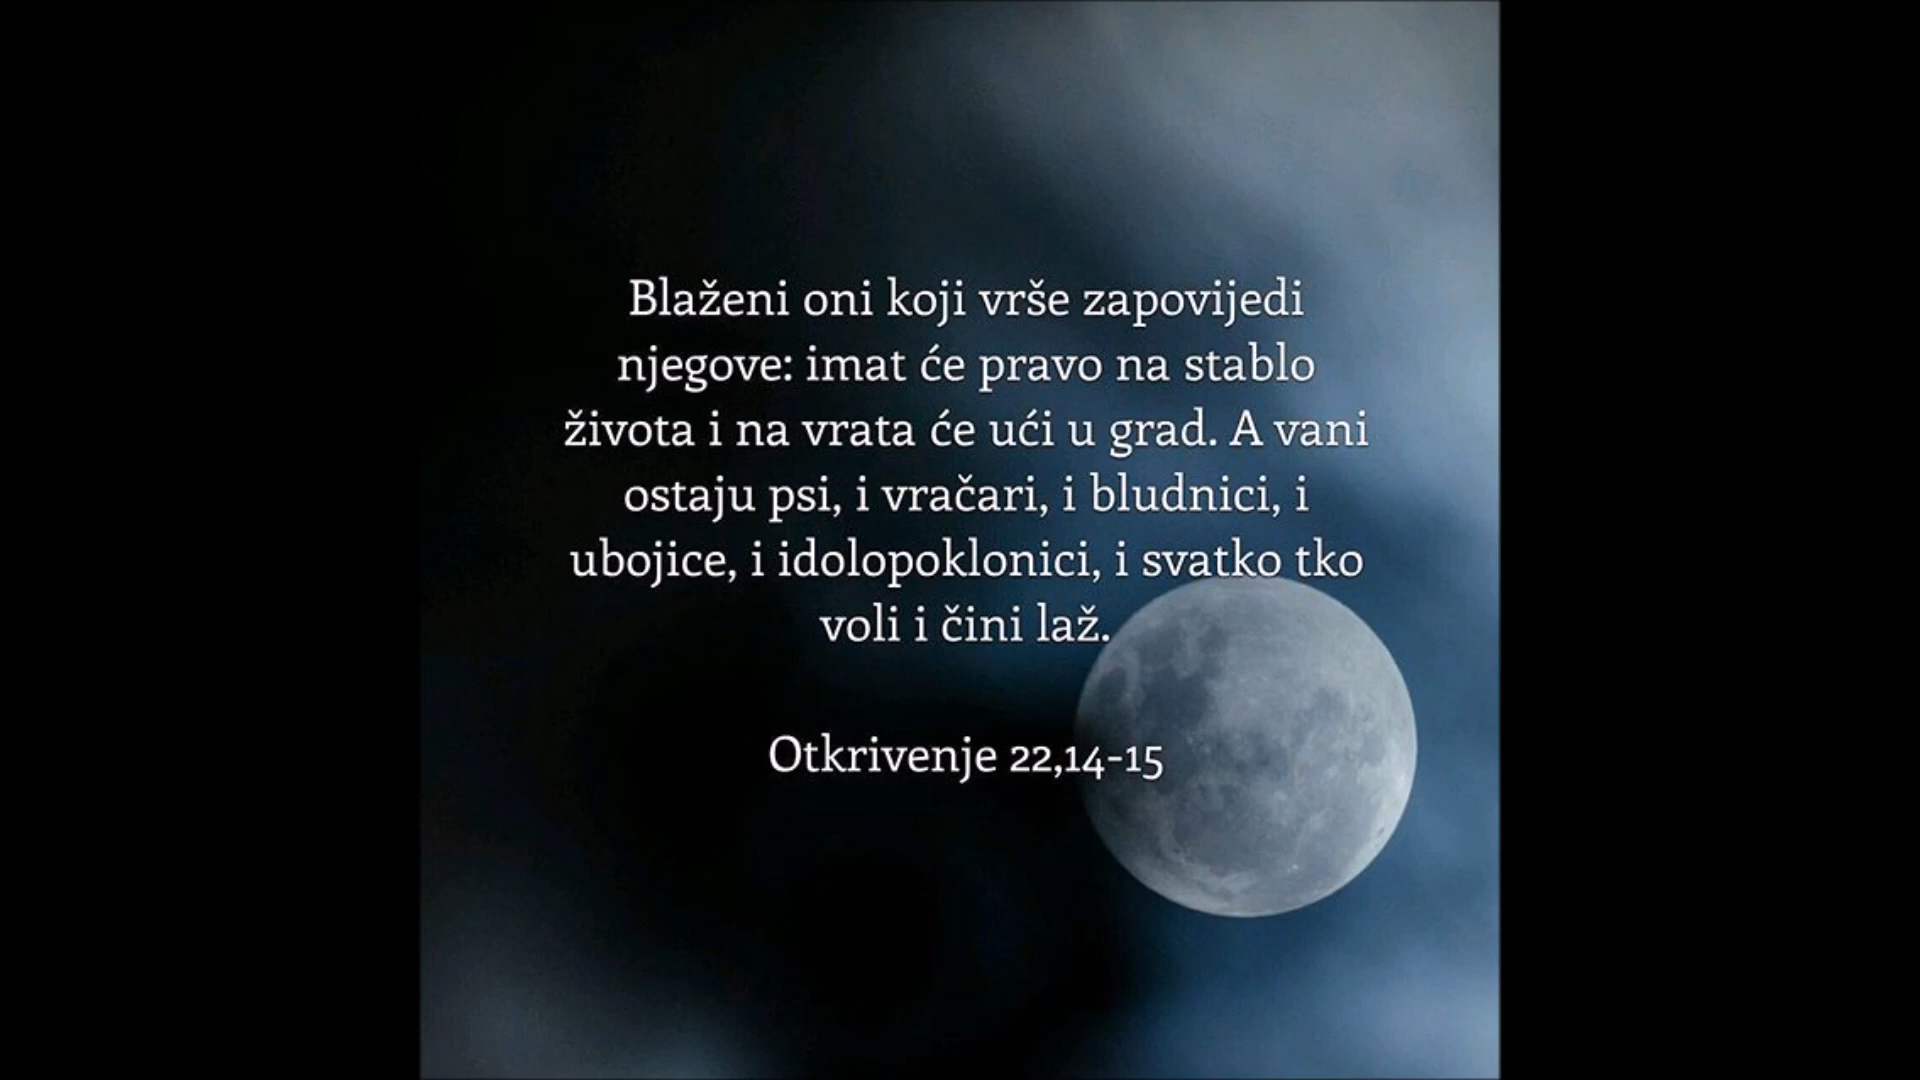 Blaženi oni koji vrše zapovijedi
njegove: imat će pravo na stablo
života i na vrata će ući u grad. A vani
ostaju psi, i vračari, i bludnici, i
ubojice, i idolopoklonici, i svatko tko
voli i čini laž.
Otkrivenje 22,14-15